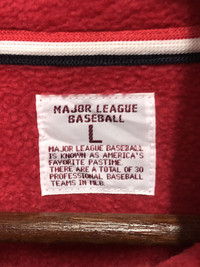 MAJOR LEAGUE
BASEBALL
L
MAJOR LEAGUE BASEBALL
IS KNOWN AS AMERICA'S
FAVORITE PASTIME
THERE ARE A TOTAL OF 30
PROFESSIONAL BASEBALL
TEAMS IN MLB